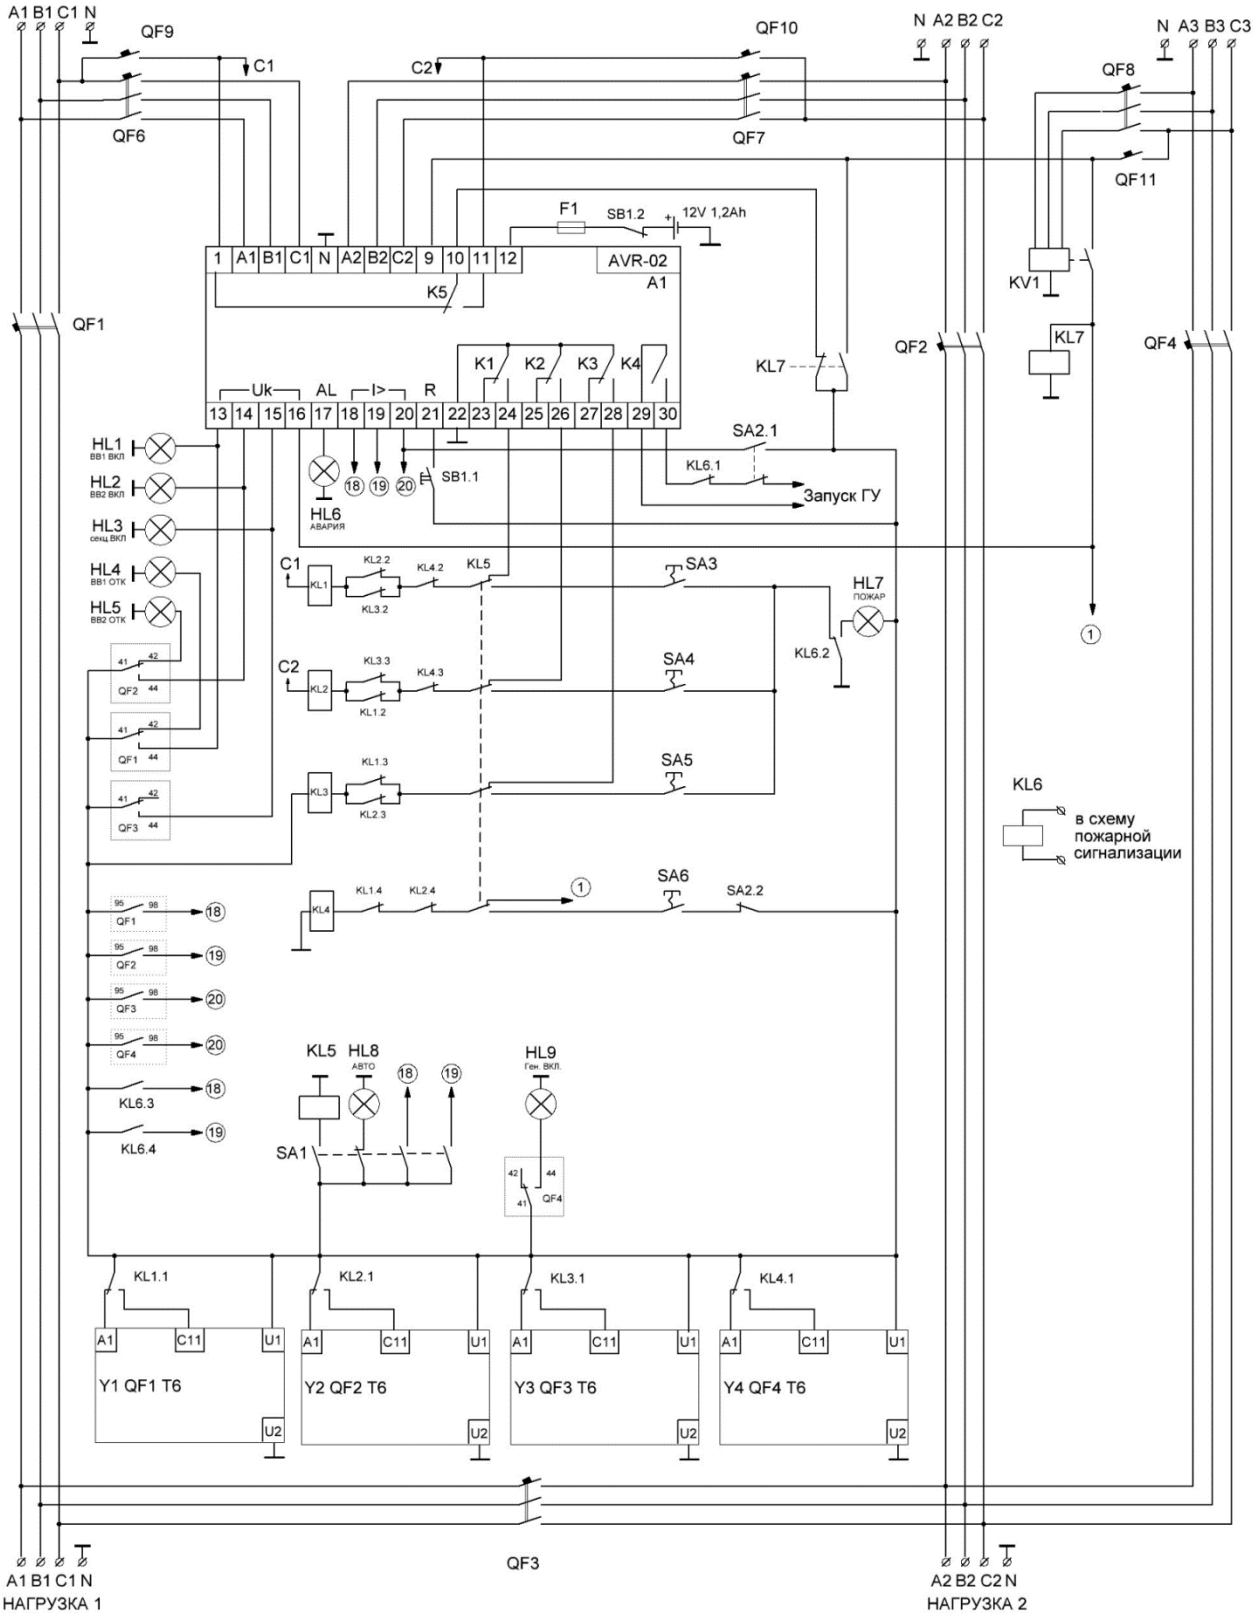 A1 B1 C1 N
QF9
QF10
N A2 B2 C2
N A3 B3 C3
C1
C2
QF8
QF6
QF7
QF11
F1
SB1.2
+
12V 1,2Ah
1 A1 B1 C1 N A2 B2 C2 9 10 11 12
AVR-02
A1
K5
KV1
QF1
QF2
KL7
QF4
K1
K2
K3
K4
KL7
Uk
AL
I>
R
13 14 15 16 17 18 19 20 21 22 23 24 25 26 27 28 29 30
HL1
ВВ1 ВКЛ
SA2.1
HL2
ВВ2 ВКЛ
KL6.1
SB1.1
18 19 20
Запуск ГУ
HL6
АВАРИЯ
HL3
секц.ВКЛ
HL4
ВВ1 ОТК
C1
KL1
KL2.2
KL3.2
KL4.2
KL5
SA3
HL7
ПОЖАР
HL5
ВВ2 ОТК
1
KL6.2
41 42
QF2 44
C2
KL2
KL3.3
KL1.2
KL4.3
SA4
41 42
QF1 44
KL3
KL1.3
KL2.3
SA5
41 42
QF3 44
KL6
в схему
пожарной
сигнализации
KL4
KL1.4
KL2.4
1
SA6
SA2.2
95 98
QF1
18
95 98
QF2
19
95 98
QF3
20
95 98
QF4
20
KL6.3
18
KL6.4
19
KL5
HL8
АВТО
18
19
HL9
Ген. ВКЛ.
SA1
42 44
41 QF4
KL1.1
KL2.1
KL3.1
KL4.1
A1 C11 U1
A1 C11 U1
A1 C11 U1
A1 C11 U1
Y1 QF1 T6
Y2 QF2 T6
Y3 QF3 T6
Y4 QF4 T6
U2
U2
U2
U2
QF3
A1 B1 C1 N
НАГРУЗКА 1
A2 B2 C2 N
НАГРУЗКА 2